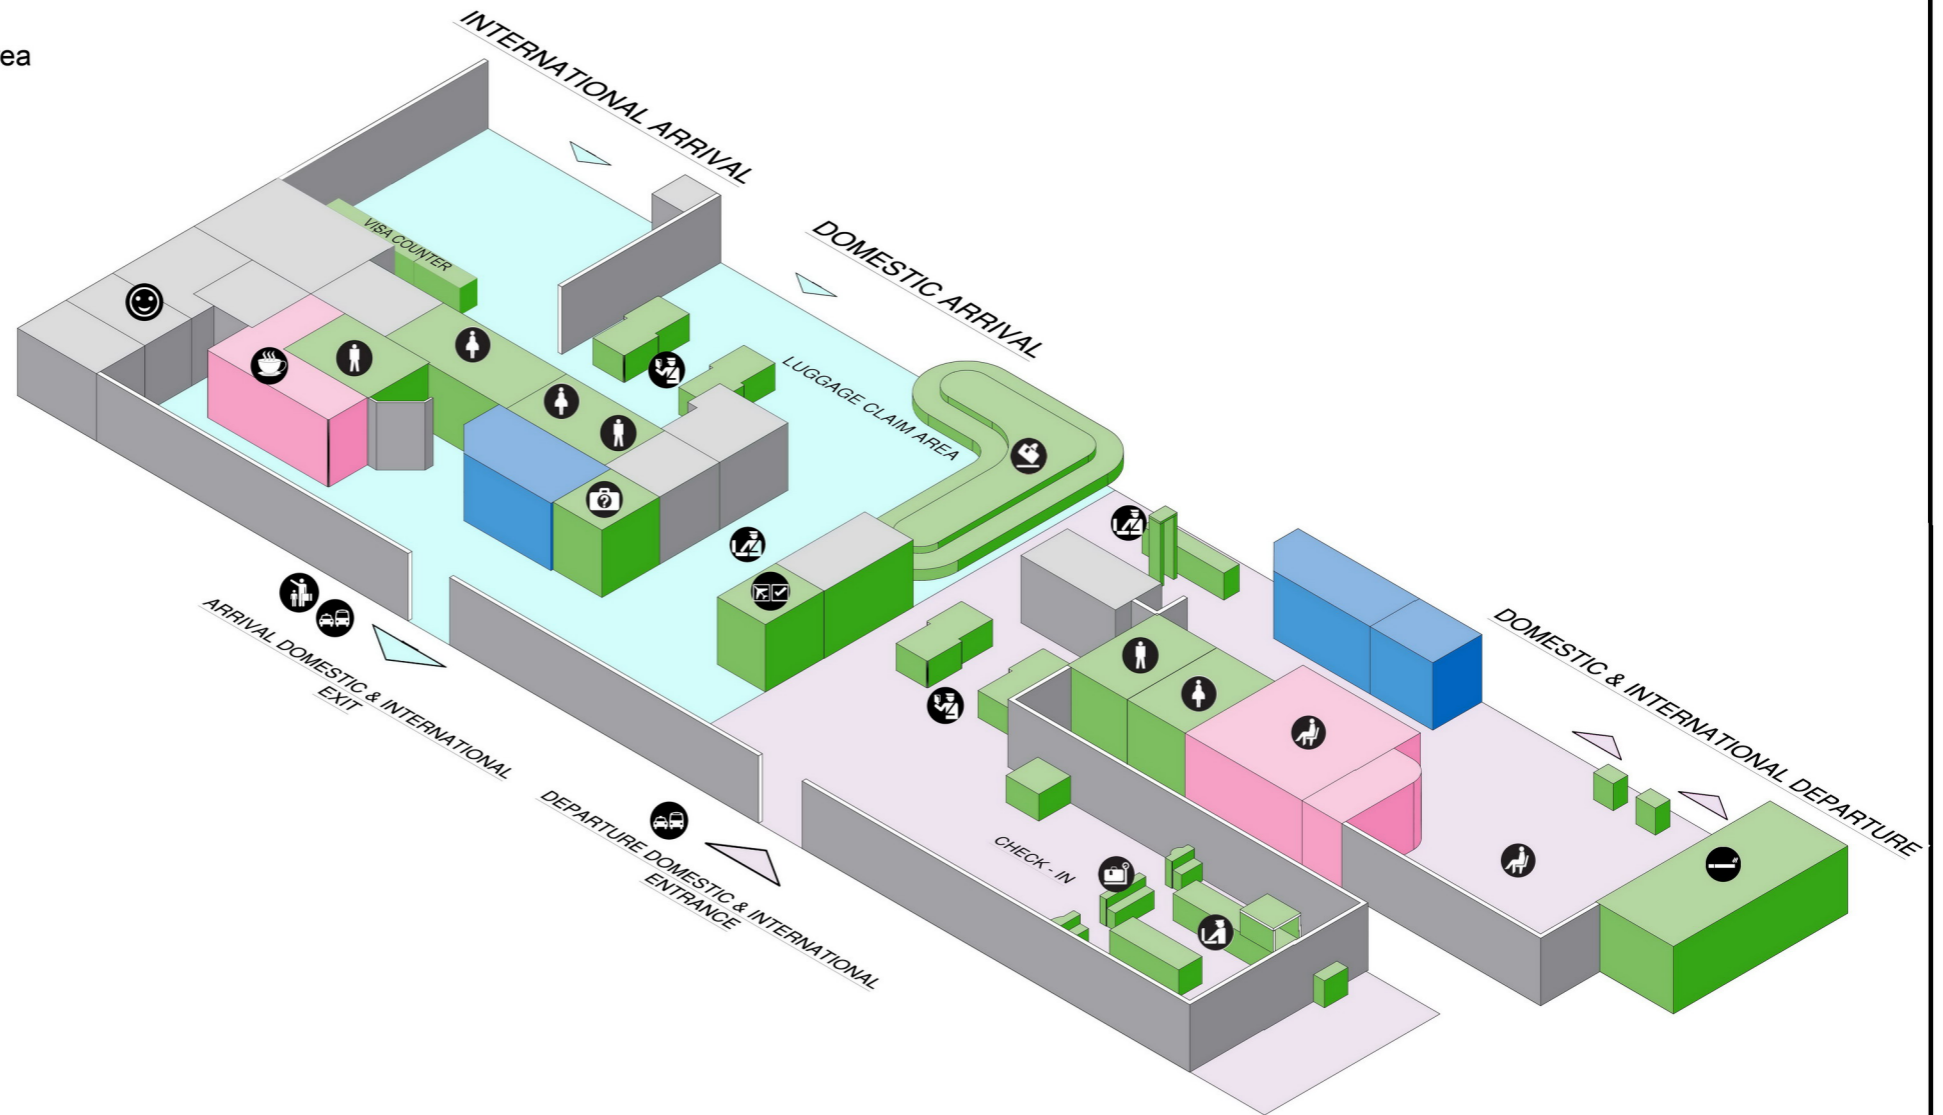 ea
INTERNATIONAL ARRIVAL
DOMESTIC ARRIVAL
VISA COUNTER
LUGGAGE CLAIM AREA
ARRIVAL DOMESTIC & INTERNATIONAL
EXIT
DEPARTURE DOMESTIC & INTERNATIONAL
ENTRANCE
CHECK - IN
DOMESTIC & INTERNATIONAL DEPARTURE